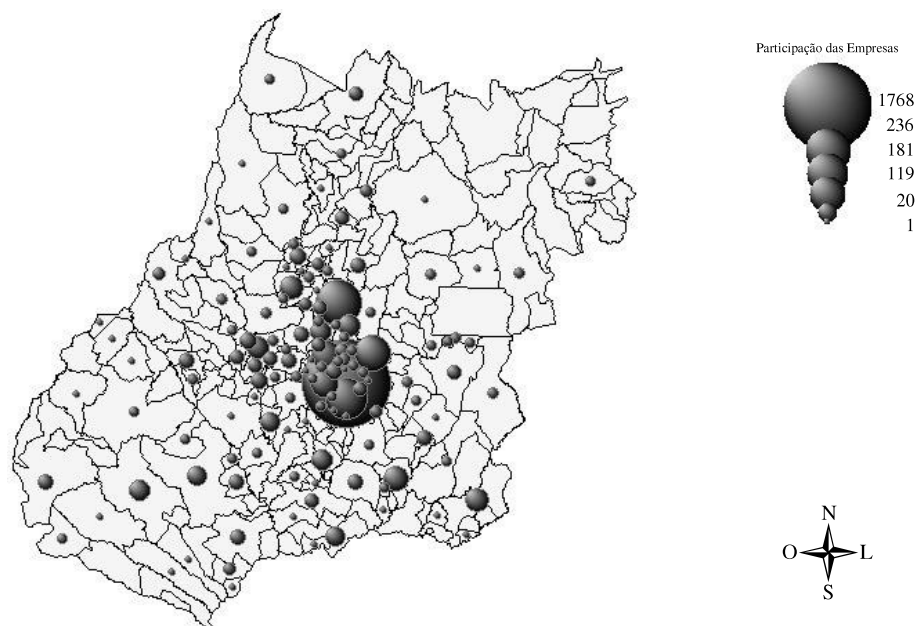 Participação das Empresas
1768
236
181
119
20
1
N
O L
S